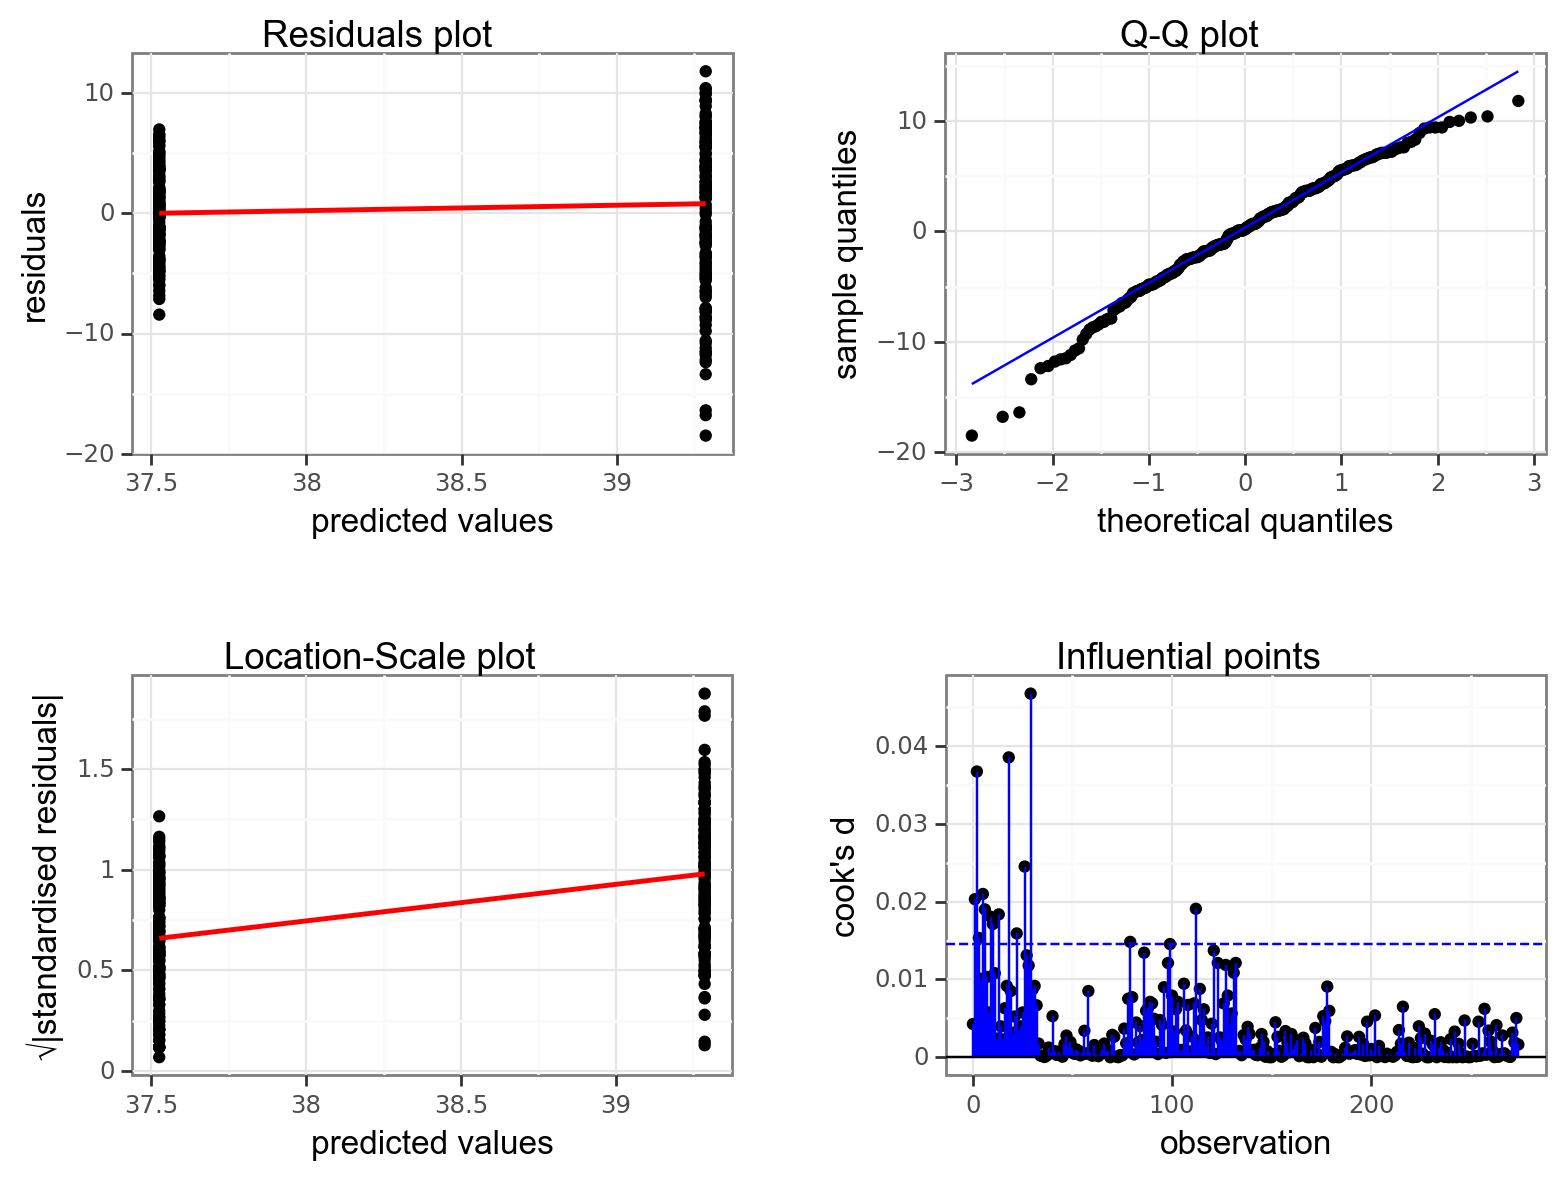 Residuals plot
residuals
10
0
−10
−20
37.5 38 38.5 39
predicted values
Q-Q plot
sample quantiles
10
0
−10
−20
−3 −2 −1 0 1 2 3
theoretical quantiles
Location-Scale plot
√|standardised residuals|
1.5
1
0.5
0
37.5 38 38.5 39
predicted values
Influential points
cook's d
0.04
0.03
0.02
0.01
0
0 100 200
observation